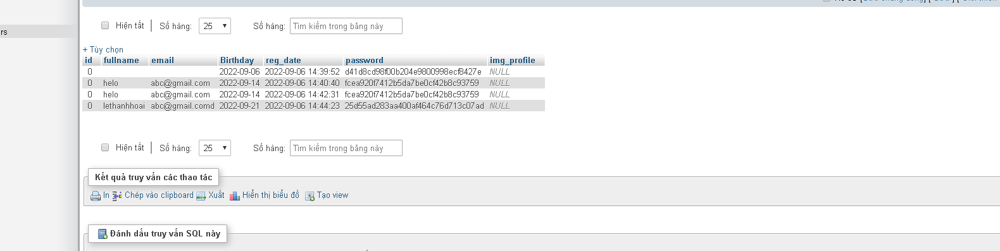 rs
Hiện tất Số hàng: 25 Số hàng: Tìm kiếm trong bảng này
+ Tùy chọn
id fullname email Birthday reg_date password img_profile
0 2022-09-06 2022-09-06 14:39:52 d41d8cd98f00b204e9800998ecf8427e NULL
0 helo abc@gmail.com 2022-09-14 2022-09-06 14:40:40 fcea920f7412b5da7be0cf42b8c93759 NULL
0 helo abc@gmail.com 2022-09-14 2022-09-06 14:42:31 fcea920f7412b5da7be0cf42b8c93759 NULL
0 lethanhhoai abc@gmail.comd 2022-09-21 2022-09-06 14:44:23 25d55ad283aa400af464c76d713c07ad NULL
Hiện tất Số hàng: 25 Số hàng: Tìm kiếm trong bảng này
Kết quả truy vấn các thao tác
In Chép vào clipboard Xuất Hiển thị biểu đồ Tạo view
Đánh dấu truy vấn SQL này